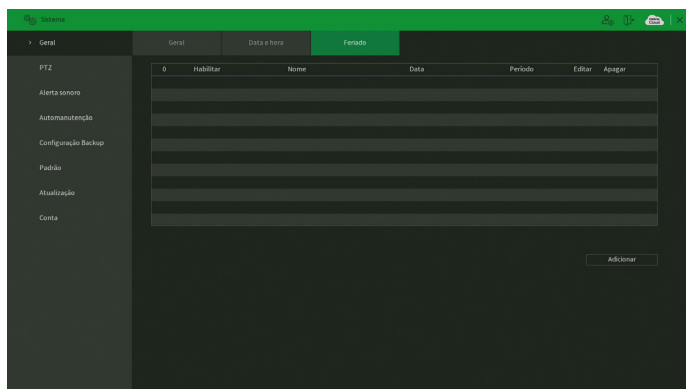 Sistema
Geral
PTZ
Alerta sonoro
Automanutenção
Configuração Backup
Padrão
Atualização
Conta
Geral Data e hora Feriado
0 Habilitar Nome Data Período Editar Apagar
Adicionar